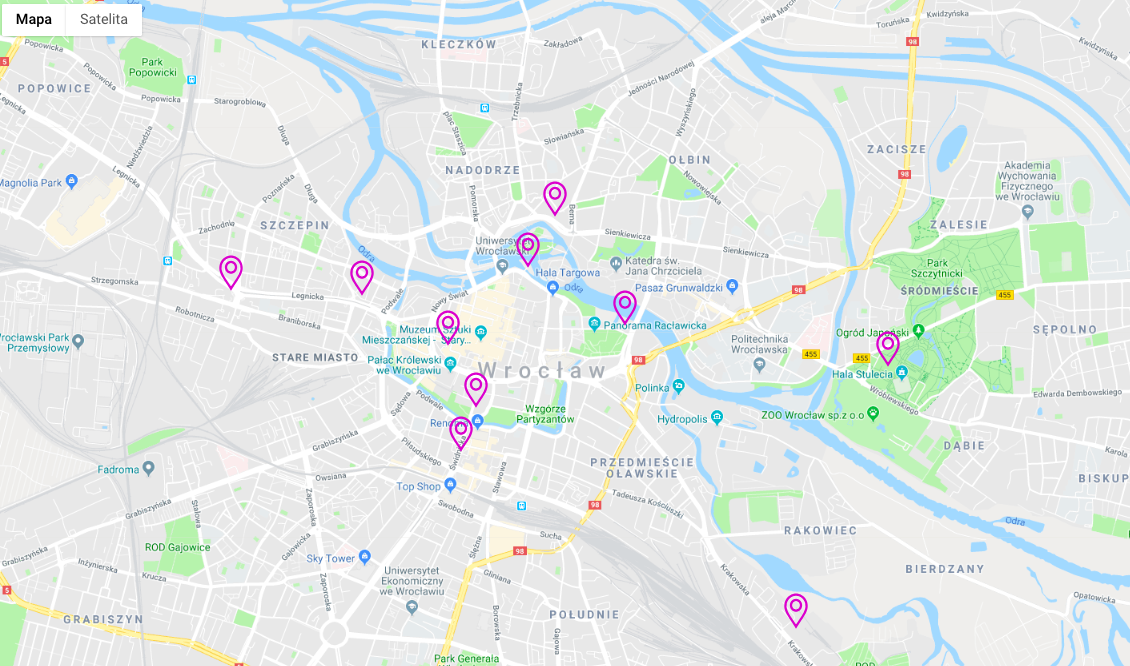 Mapa Satelita
Popowicka
Park
Popowicki
KLECZKÓW
Zakładowa
aleja Marc
Toruńska
Kwidzyńska
Kwidzyńska
98
5
POPOWICE
Popowicka
Popowicka
Starogroblowa
Legnicka
Niedźwiedzia
Długa
Trzebnicka
plac Staszica
Słowiańska
Jedności Narodowej
Wyszyńskiego
ZACISZE
OŁBIN
Nowowiejska
NADODRZE
98
Akademia
Wychowania
Fizycznego
we Wrocławiu
Magnolia Park
Legnicka
Poznańska
Długa
Pomorska
Bema
Zachodnia
SZCZEPIN
Sienkiewicza
Sienkiewicza
ZALESIE
Odra
Uniwersytet
Wrocławski
Katedra św.
Jana Chrzciciela
Hala Targowa
Odra
Pasaż Grunwaldzki
98
Park
Szczytnicki
ŚRÓDMIEŚCIE
455
Strzegomska
Legnicka
Podwale
Nowy Świat
Robotnicza
Braniborska
Muzeum Sztuki
Mieszczańskiej - Stary...
Panorama Racławicka
Ogród Japoński
SĘPOLNO
Wrocławski Park
Przemysłowy
STARE MIASTO
Pałac Królewski
we Wrocławiu
Wrocław
98
Politechnika
Wrocławska
455
455
Hala Stulecia
Polinka
Wróblewskiego
Edwarda Dembowskiego
Podwale
Sądowa
Wzgórze
Partyzantów
Renoma
Hydropolis
ZOO Wrocław sp.z o.o
Grabiszyńska
Piłsudskiego
Świdnicka
DĄBIE
Karola
Fadroma
Owsiana
Stawowa
PRZEDMIEŚCIE
OŁAWSKIE
BISKUP
Top Shop
Zaporoska
Swobodna
98
Tadeusza Kościuszki
Grabiszyńska
Stalowa
Odra
RAKOWIEC
Sucha
98
Gajowicka
ROD Gajowice
Ślężna
Grabiszyńska
Sky Tower
Inżynierska
Krucza
Zaporoska
Uniwersytet
Ekonomiczny
we Wrocławiu
Gliniana
Krakowska
BIERDZANY
5
Opatowicka
Borowska
Gajowa
POŁUDNIE
GRABISZYN
Krakowska
Park Generała
ROD